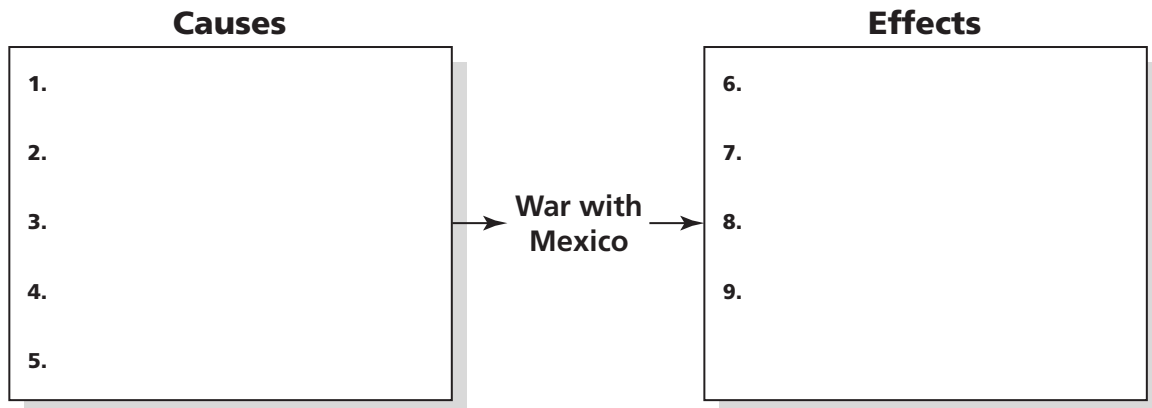 Causes
1.
2.
3.
4.
5.
War with
Mexico
Effects
6.
7.
8.
9.